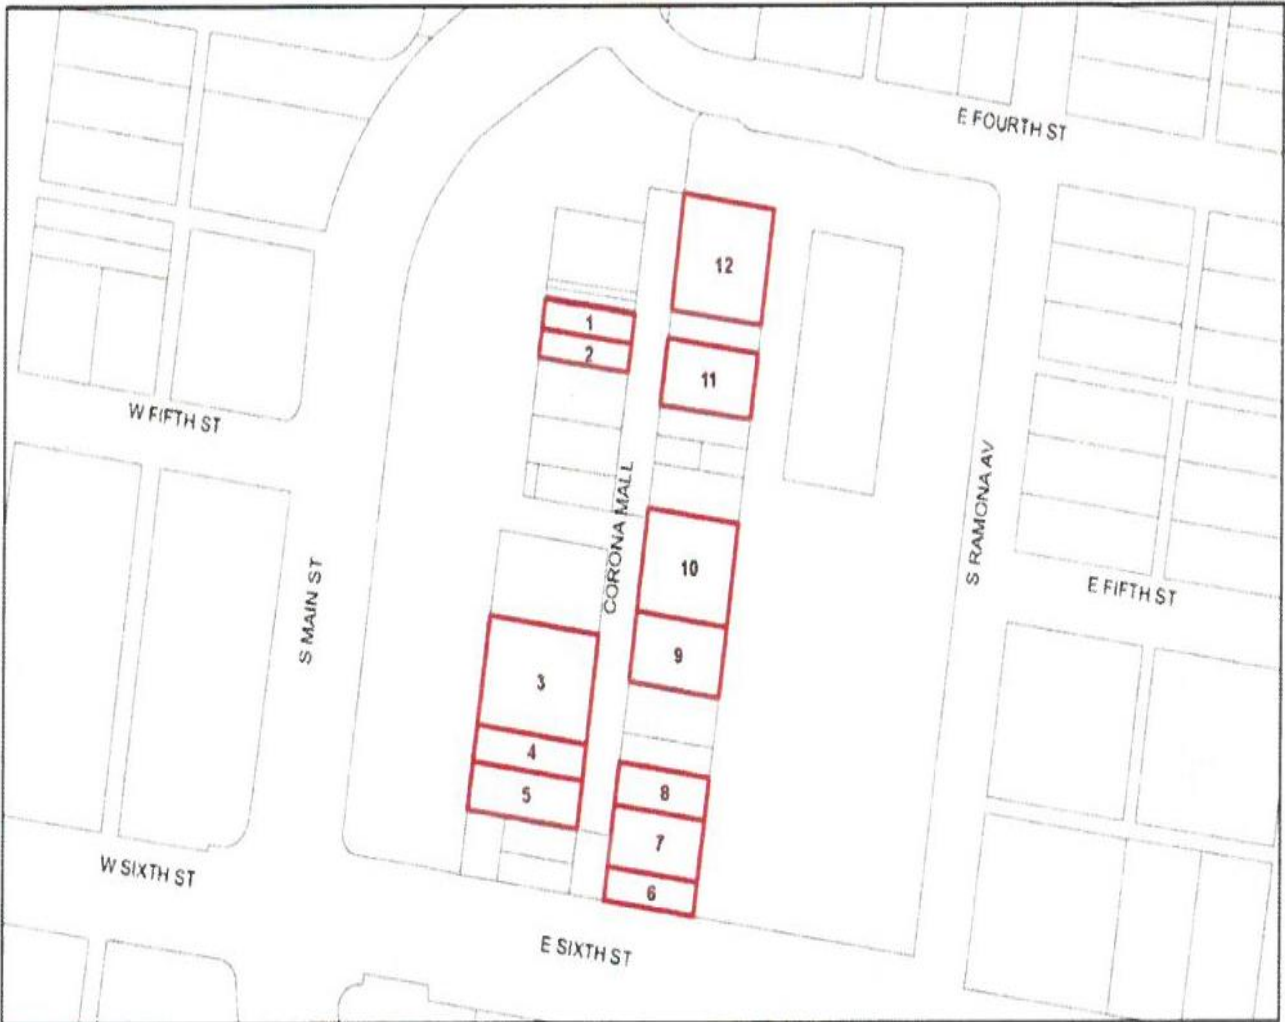 E FOURTH ST
12
1
2
11
W FIFTH ST
CORONA MALL
S RAMONA AV
10
E FIFTH ST
S MAIN ST
9
3
4
8
5
7
W SIXTH ST
6
E SIXTH ST